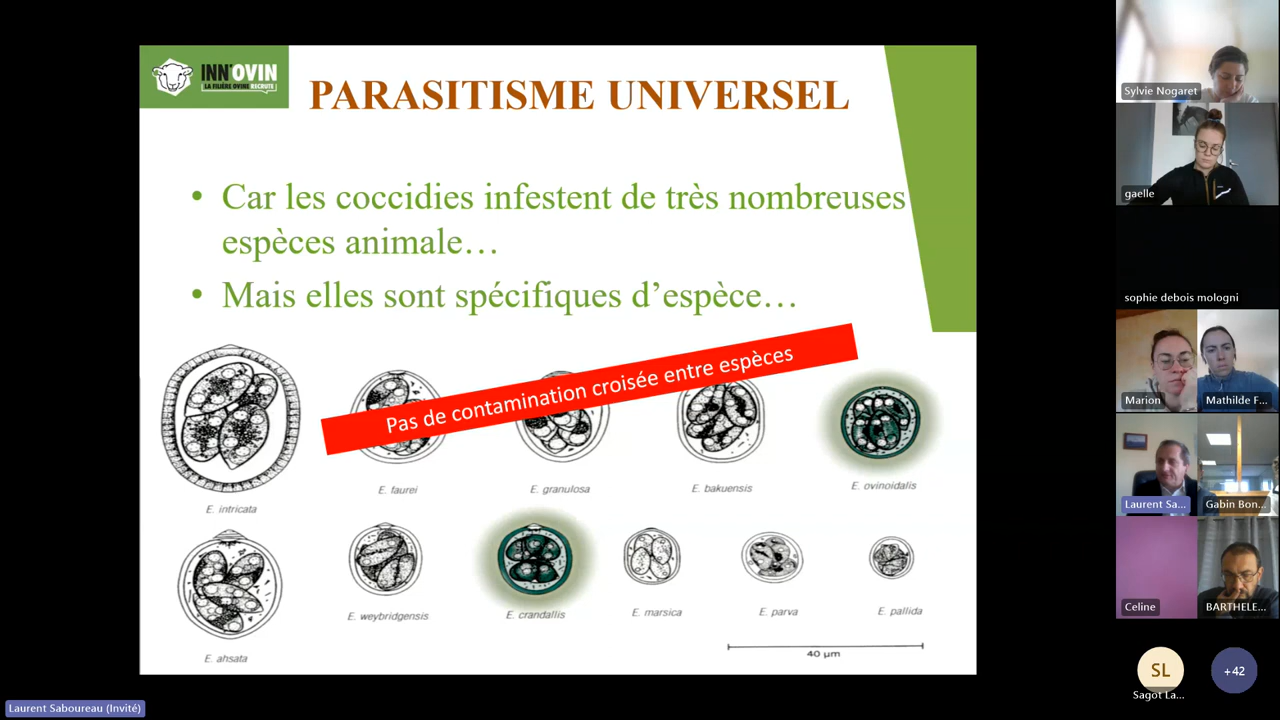 INN'OVIN
LA FILIÈRE OVINE RECRUTE
PARASITISME UNIVERSEL
• Car les coccidies infestent de très nombreuses
espèces animale…
• Mais elles sont spécifiques d’espèce…
Pas de contamination croisée entre espèces
E. intricata
E. faurei
E. granulosa
E. bakuensis
E. ovinoidalis
E. ahsata
E. weybridgensis
E. crandallis
E. marsica
E. parva
E. pallida
40 µm
Sylvie Nogaret
gaelle
sophie debois mologni
Marion
Mathilde F...
Laurent Sa...
Gabin Bon...
Celine
BARTHELE...
SL
Sagot La...
+42
Laurent Saboureau (Invité)